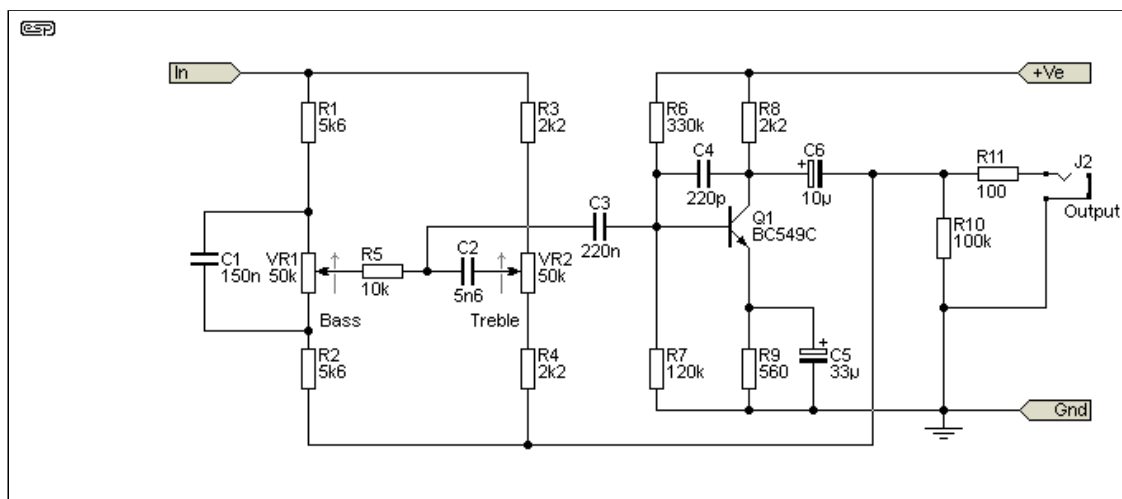 esp
In
+Ve
R1
5k6
R3
2k2
R6
330k
R8
2k2
C4
220p
C6
+
10µ
R11
100
J2
Output
C3
220n
Q1
BC549C
R10
100k
C1
150n
VR1
50k
R5
10k
C2
5n6
VR2
50k
Bass
Treble
R2
5k6
R4
2k2
R7
120k
R9
560
+
C5
33µ
Gnd